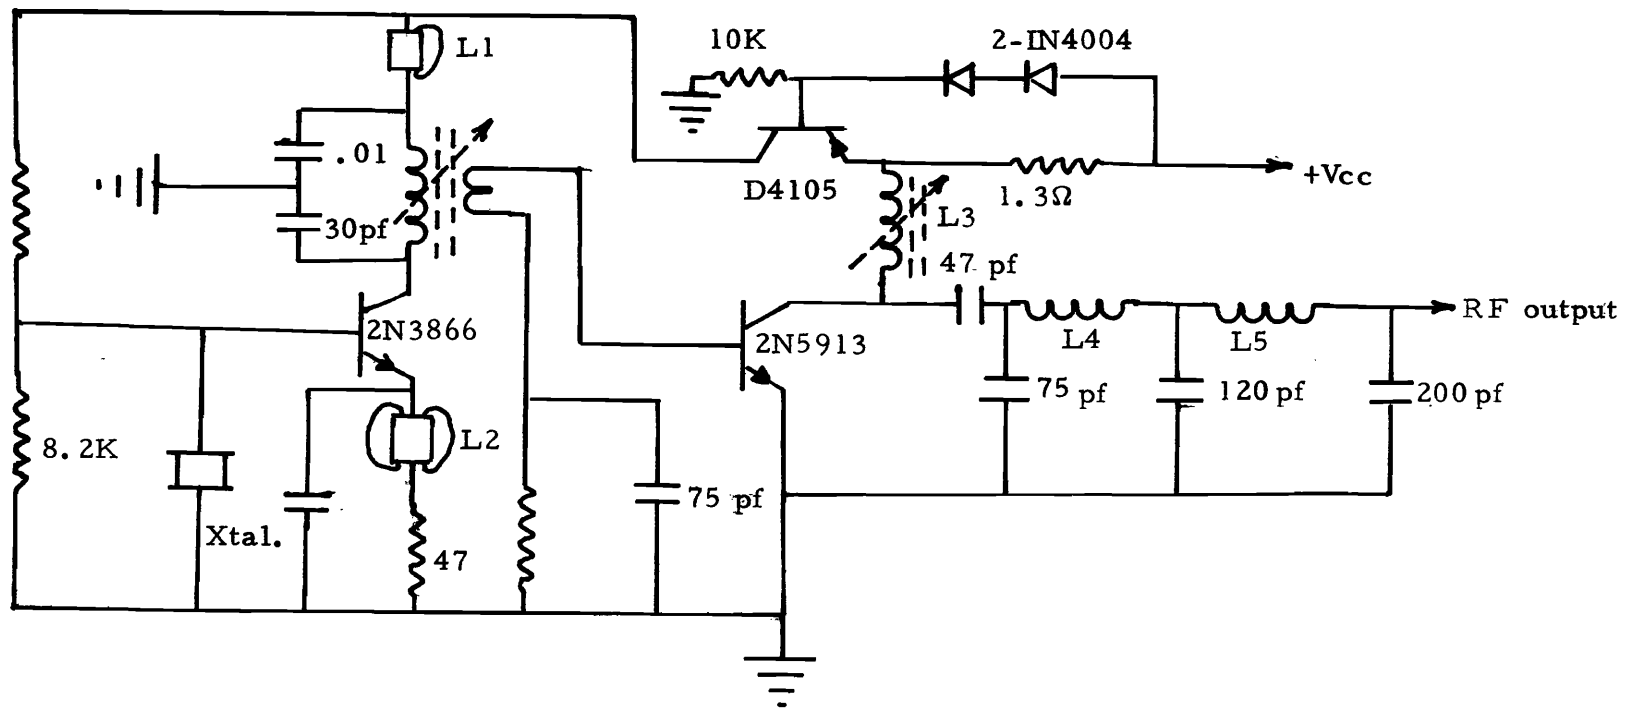 L1
10K
2-IN4004
.01
30pf
D4105
1.3Ω
+Vcc
L3
47 pf
2N3866
2N5913
L4
L5
RF output
75 pf
120 pf
200 pf
8.2K
L2
75 pf
Xtal.
47